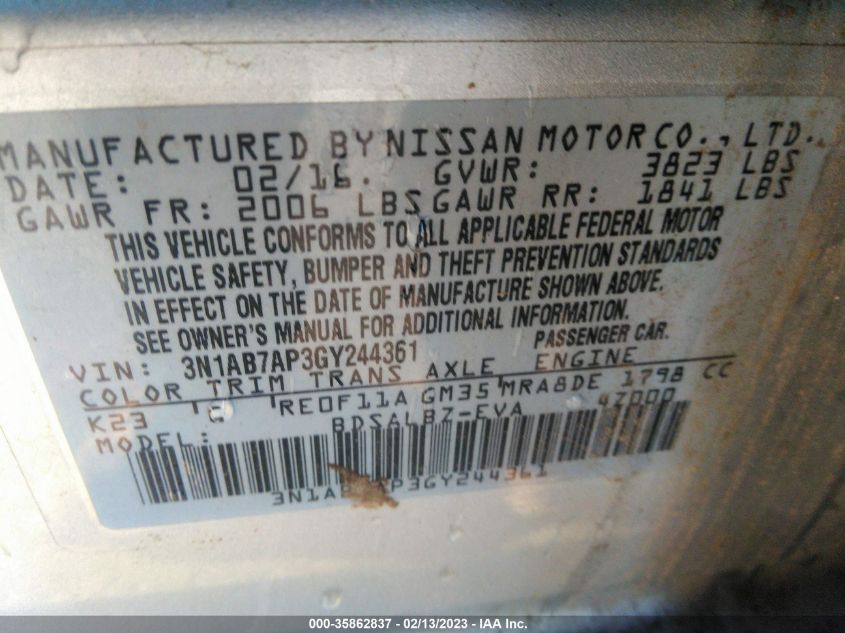 MANUFACTURED BY NISSAN MOTOR CO., LTD.
DATE: 02/16. GVWR: 3823 LBS
GAWR FR: 2006 LBS GAWR RR: 1841 LBS
THIS VEHICLE CONFORMS TO ALL APPLICABLE FEDERAL MOTOR
VEHICLE SAFETY, BUMPER AND THEFT PREVENTION STANDARDS
IN EFFECT ON THE DATE OF MANUFACTURE SHOWN ABOVE.
SEE OWNER'S MANUAL FOR ADDITIONAL INFORMATION.
VIN: 3N1AB7AP3GY244361 PASSENGER CAR.
COLOR TRIM TRANS AXLE ENGINE
K23 G RE0F11A GM35 MRA8DE 1798 CC
MODEL: BDSALBZ-EVA 4Z000
000-35862837 - 02/13/2023 - © IAA, Inc.